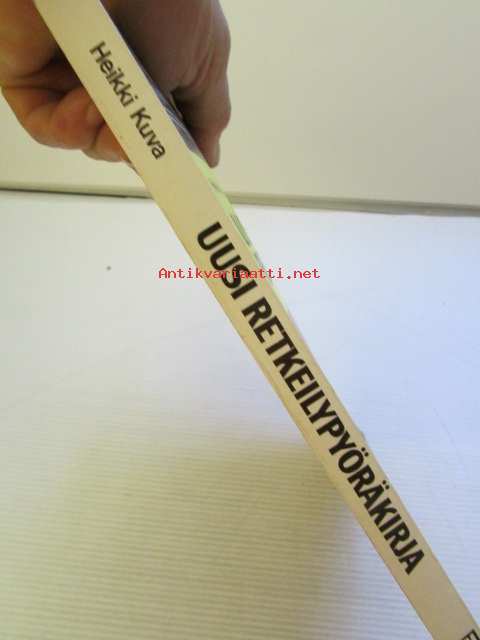 Heikki Kuva
UUSI RETKEILYPYÖRÄKIRJA
Antikvariaatti.net